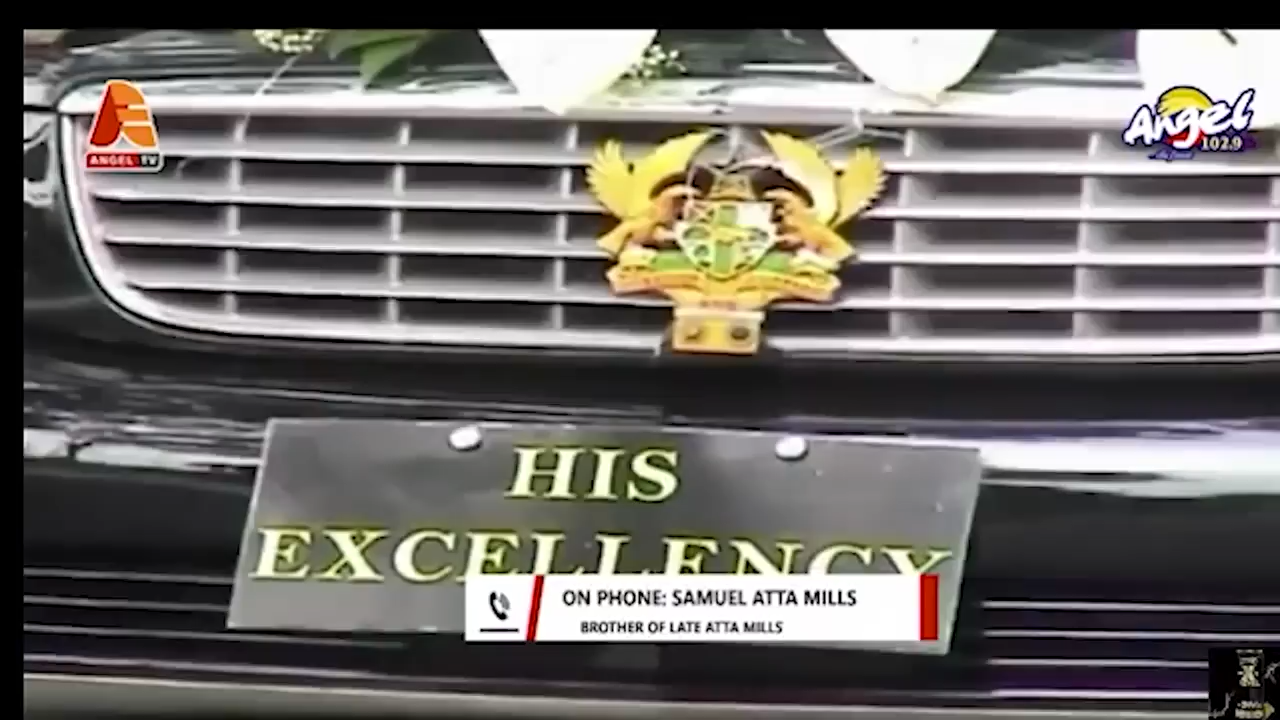 ANGEL TV
Angel
102.9
HIS
EXCELLENCY
ON PHONE: SAMUEL ATTA MILLS
BROTHER OF LATE ATTA MILLS